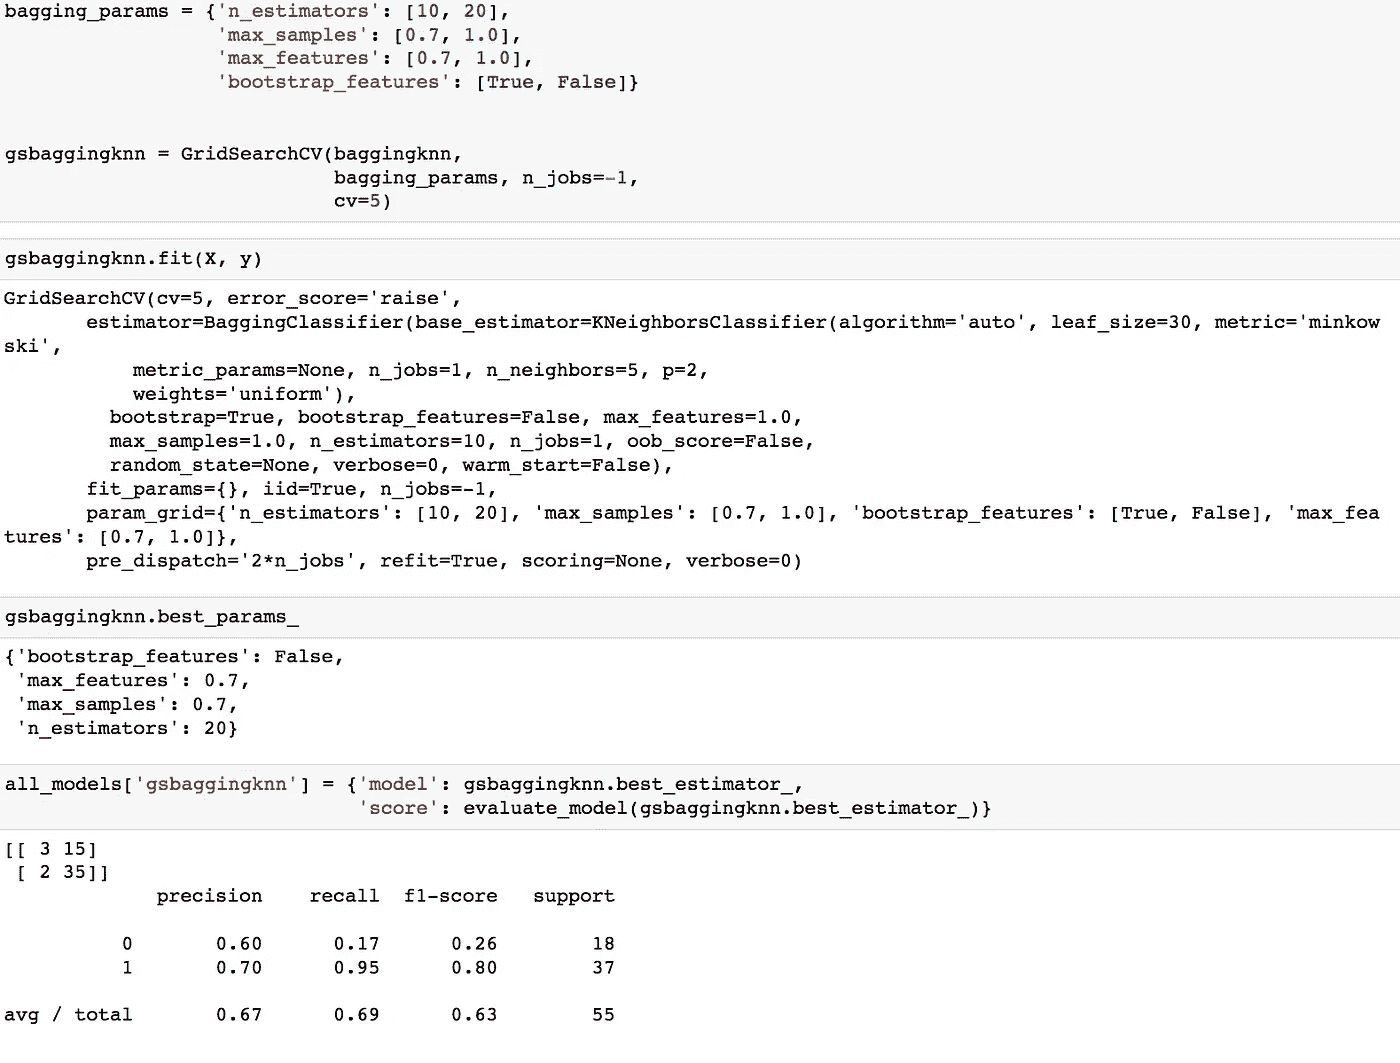 bagging_params = {'n_estimators': [10, 20],
                  'max_samples': [0.7, 1.0],
                  'max_features': [0.7, 1.0],
                  'bootstrap_features': [True, False]}
gsbaggingknn = GridSearchCV(baggingknn,
                            bagging_params, n_jobs=-1,
                            cv=5)
gsbaggingknn.fit(X, y)
GridSearchCV(cv=5, error_score='raise',
       estimator=BaggingClassifier(base_estimator=KNeighborsClassifier(algorithm='auto', leaf_size=30, metric='minkow
ski',
           metric_params=None, n_jobs=1, n_neighbors=5, p=2,
           weights='uniform'),
         bootstrap=True, bootstrap_features=False, max_features=1.0,
         max_samples=1.0, n_estimators=10, n_jobs=1, oob_score=False,
         random_state=None, verbose=0, warm_start=False),
       fit_params={}, iid=True, n_jobs=-1,
       param_grid={'n_estimators': [10, 20], 'max_samples': [0.7, 1.0], 'bootstrap_features': [True, False], 'max_fea
tures': [0.7, 1.0]},
       pre_dispatch='2*n_jobs', refit=True, scoring=None, verbose=0)
gsbaggingknn.best_params_
{'bootstrap_features': False,
 'max_features': 0.7,
 'max_samples': 0.7,
 'n_estimators': 20}
all_models['gsbaggingknn'] = {'model': gsbaggingknn.best_estimator_,
                              'score': evaluate_model(gsbaggingknn.best_estimator_)}
[[ 3 15]
 [ 2 35]]
             precision    recall  f1-score   support
          0       0.60      0.17      0.26        18
          1       0.70      0.95      0.80        37
avg / total       0.67      0.69      0.63        55